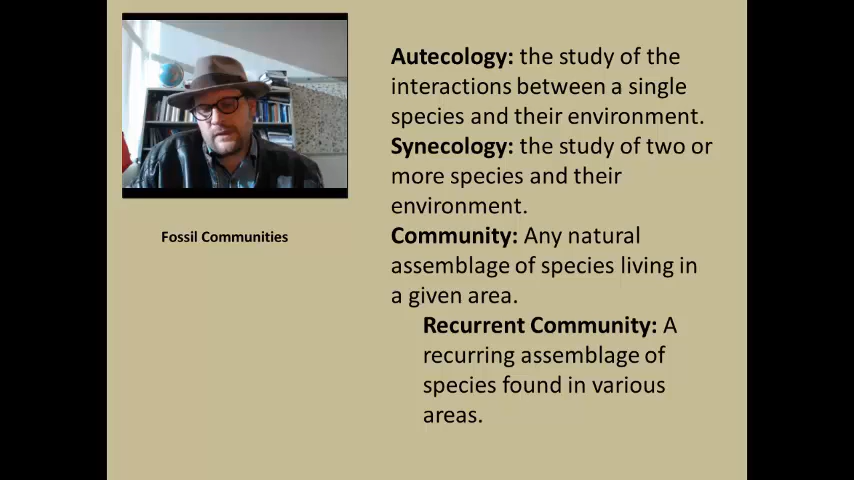 Autecology: the study of the
interactions between a single
species and their environment.
Synecology: the study of two or
more species and their
environment.
Community: Any natural
assemblage of species living in
a given area.
Recurrent Community: A
recurring assemblage of
species found in various
areas.
Fossil Communities